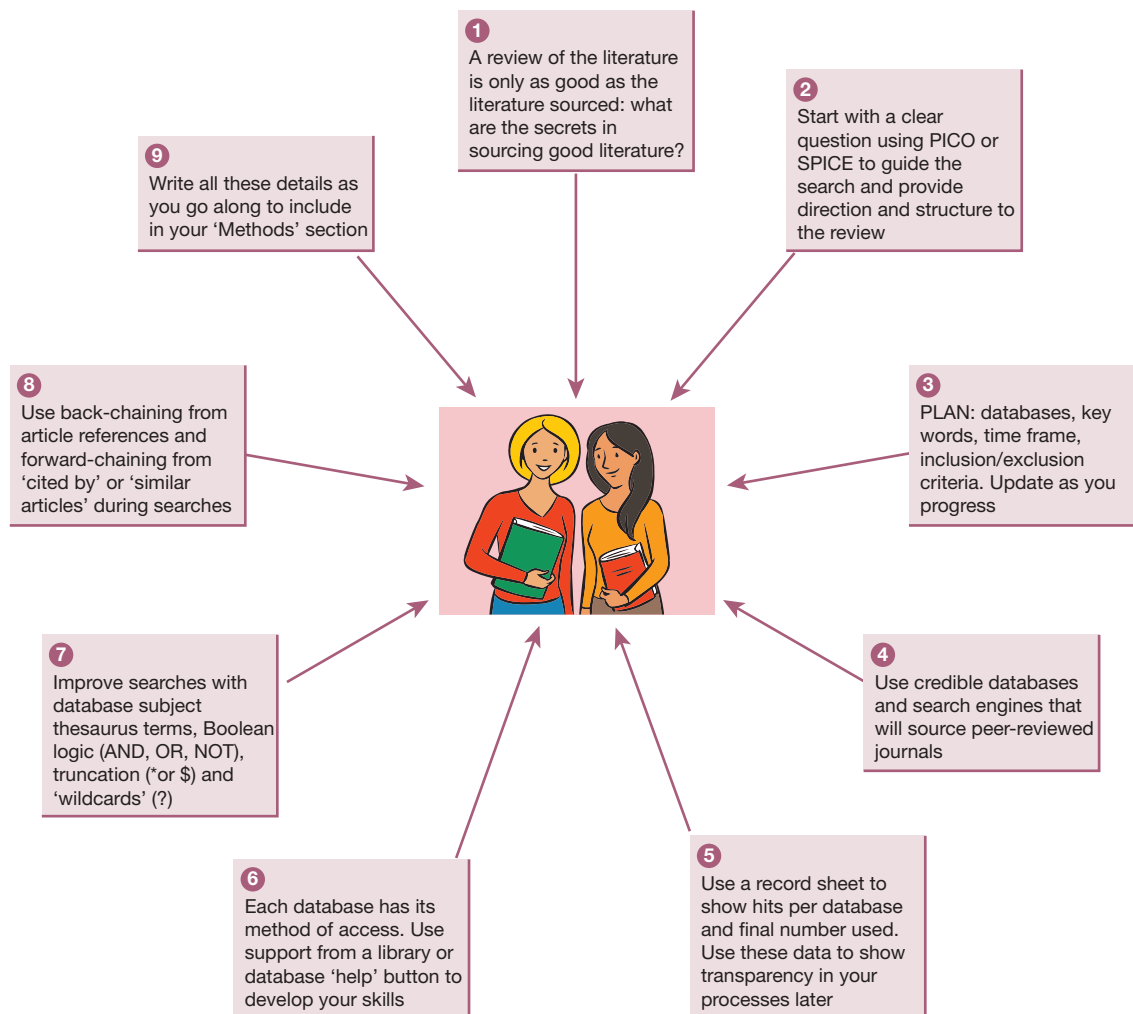 1
A review of the literature
is only as good as the
literature sourced: what
are the secrets in
sourcing good literature?
2
Start with a clear
question using PICO or
SPICE to guide the
search and provide
direction and structure to
the review
3
PLAN: databases, key
words, time frame,
inclusion/exclusion
criteria. Update as you
progress
4
Use credible databases
and search engines that
will source peer-reviewed
journals
5
Use a record sheet to
show hits per database
and final number used.
Use these data to show
transparency in your
processes later
6
Each database has its
method of access. Use
support from a library or
database ‘help’ button to
develop your skills
7
Improve searches with
database subject
thesaurus terms, Boolean
logic (AND, OR, NOT),
truncation (*or $) and
‘wildcards’ (?)
8
Use back-chaining from
article references and
forward-chaining from
‘cited by’ or ‘similar
articles’ during searches
9
Write all these details as
you go along to include
in your ‘Methods’ section